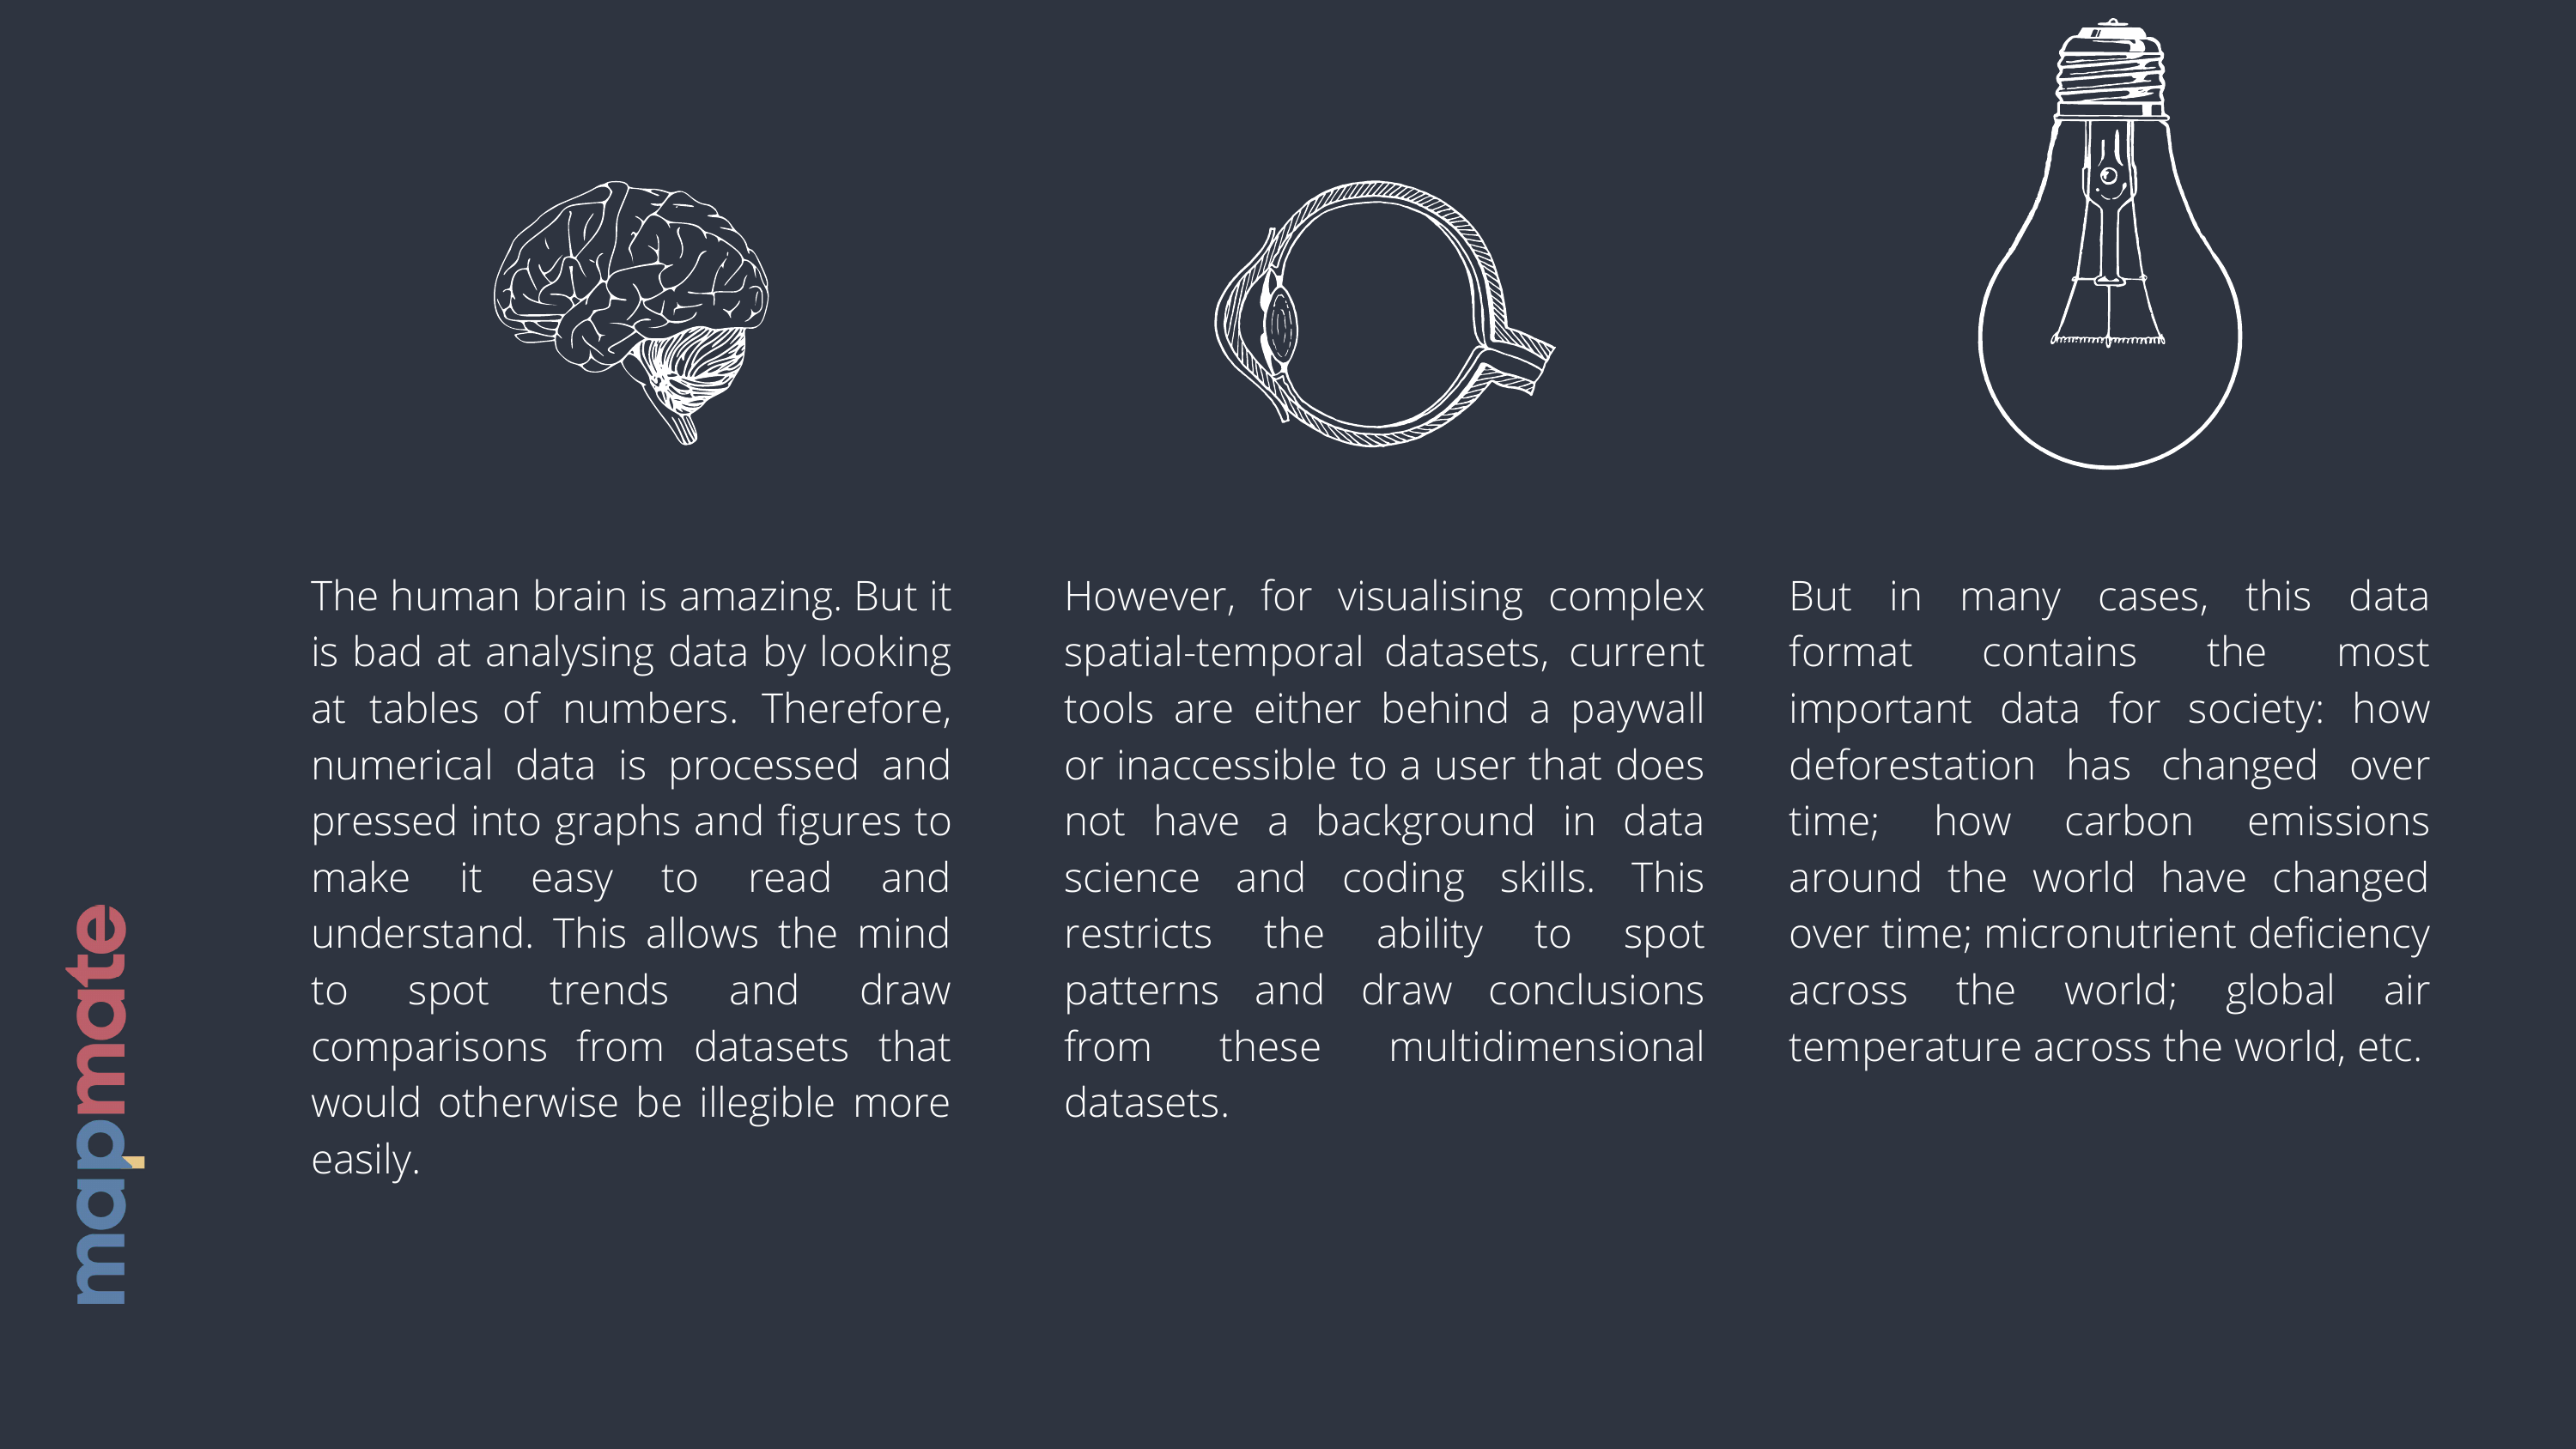 The human brain is amazing. But it
is bad at analysing data by looking
at tables of numbers. Therefore,
numerical data is processed and
pressed into graphs and figures to
make it easy to read and
understand. This allows the mind
to spot trends and draw
comparisons from datasets that
would otherwise be illegible more
easily.
However, for visualising complex
spatial-temporal datasets, current
tools are either behind a paywall
or inaccessible to a user that does
not have a background in data
science and coding skills. This
restricts the ability to spot
patterns and draw conclusions
from these multidimensional
datasets.
But in many cases, this data
format contains the most
important data for society: how
deforestation has changed over
time; how carbon emissions
around the world have changed
over time; micronutrient deficiency
across the world; global air
temperature across the world, etc.
mapmate